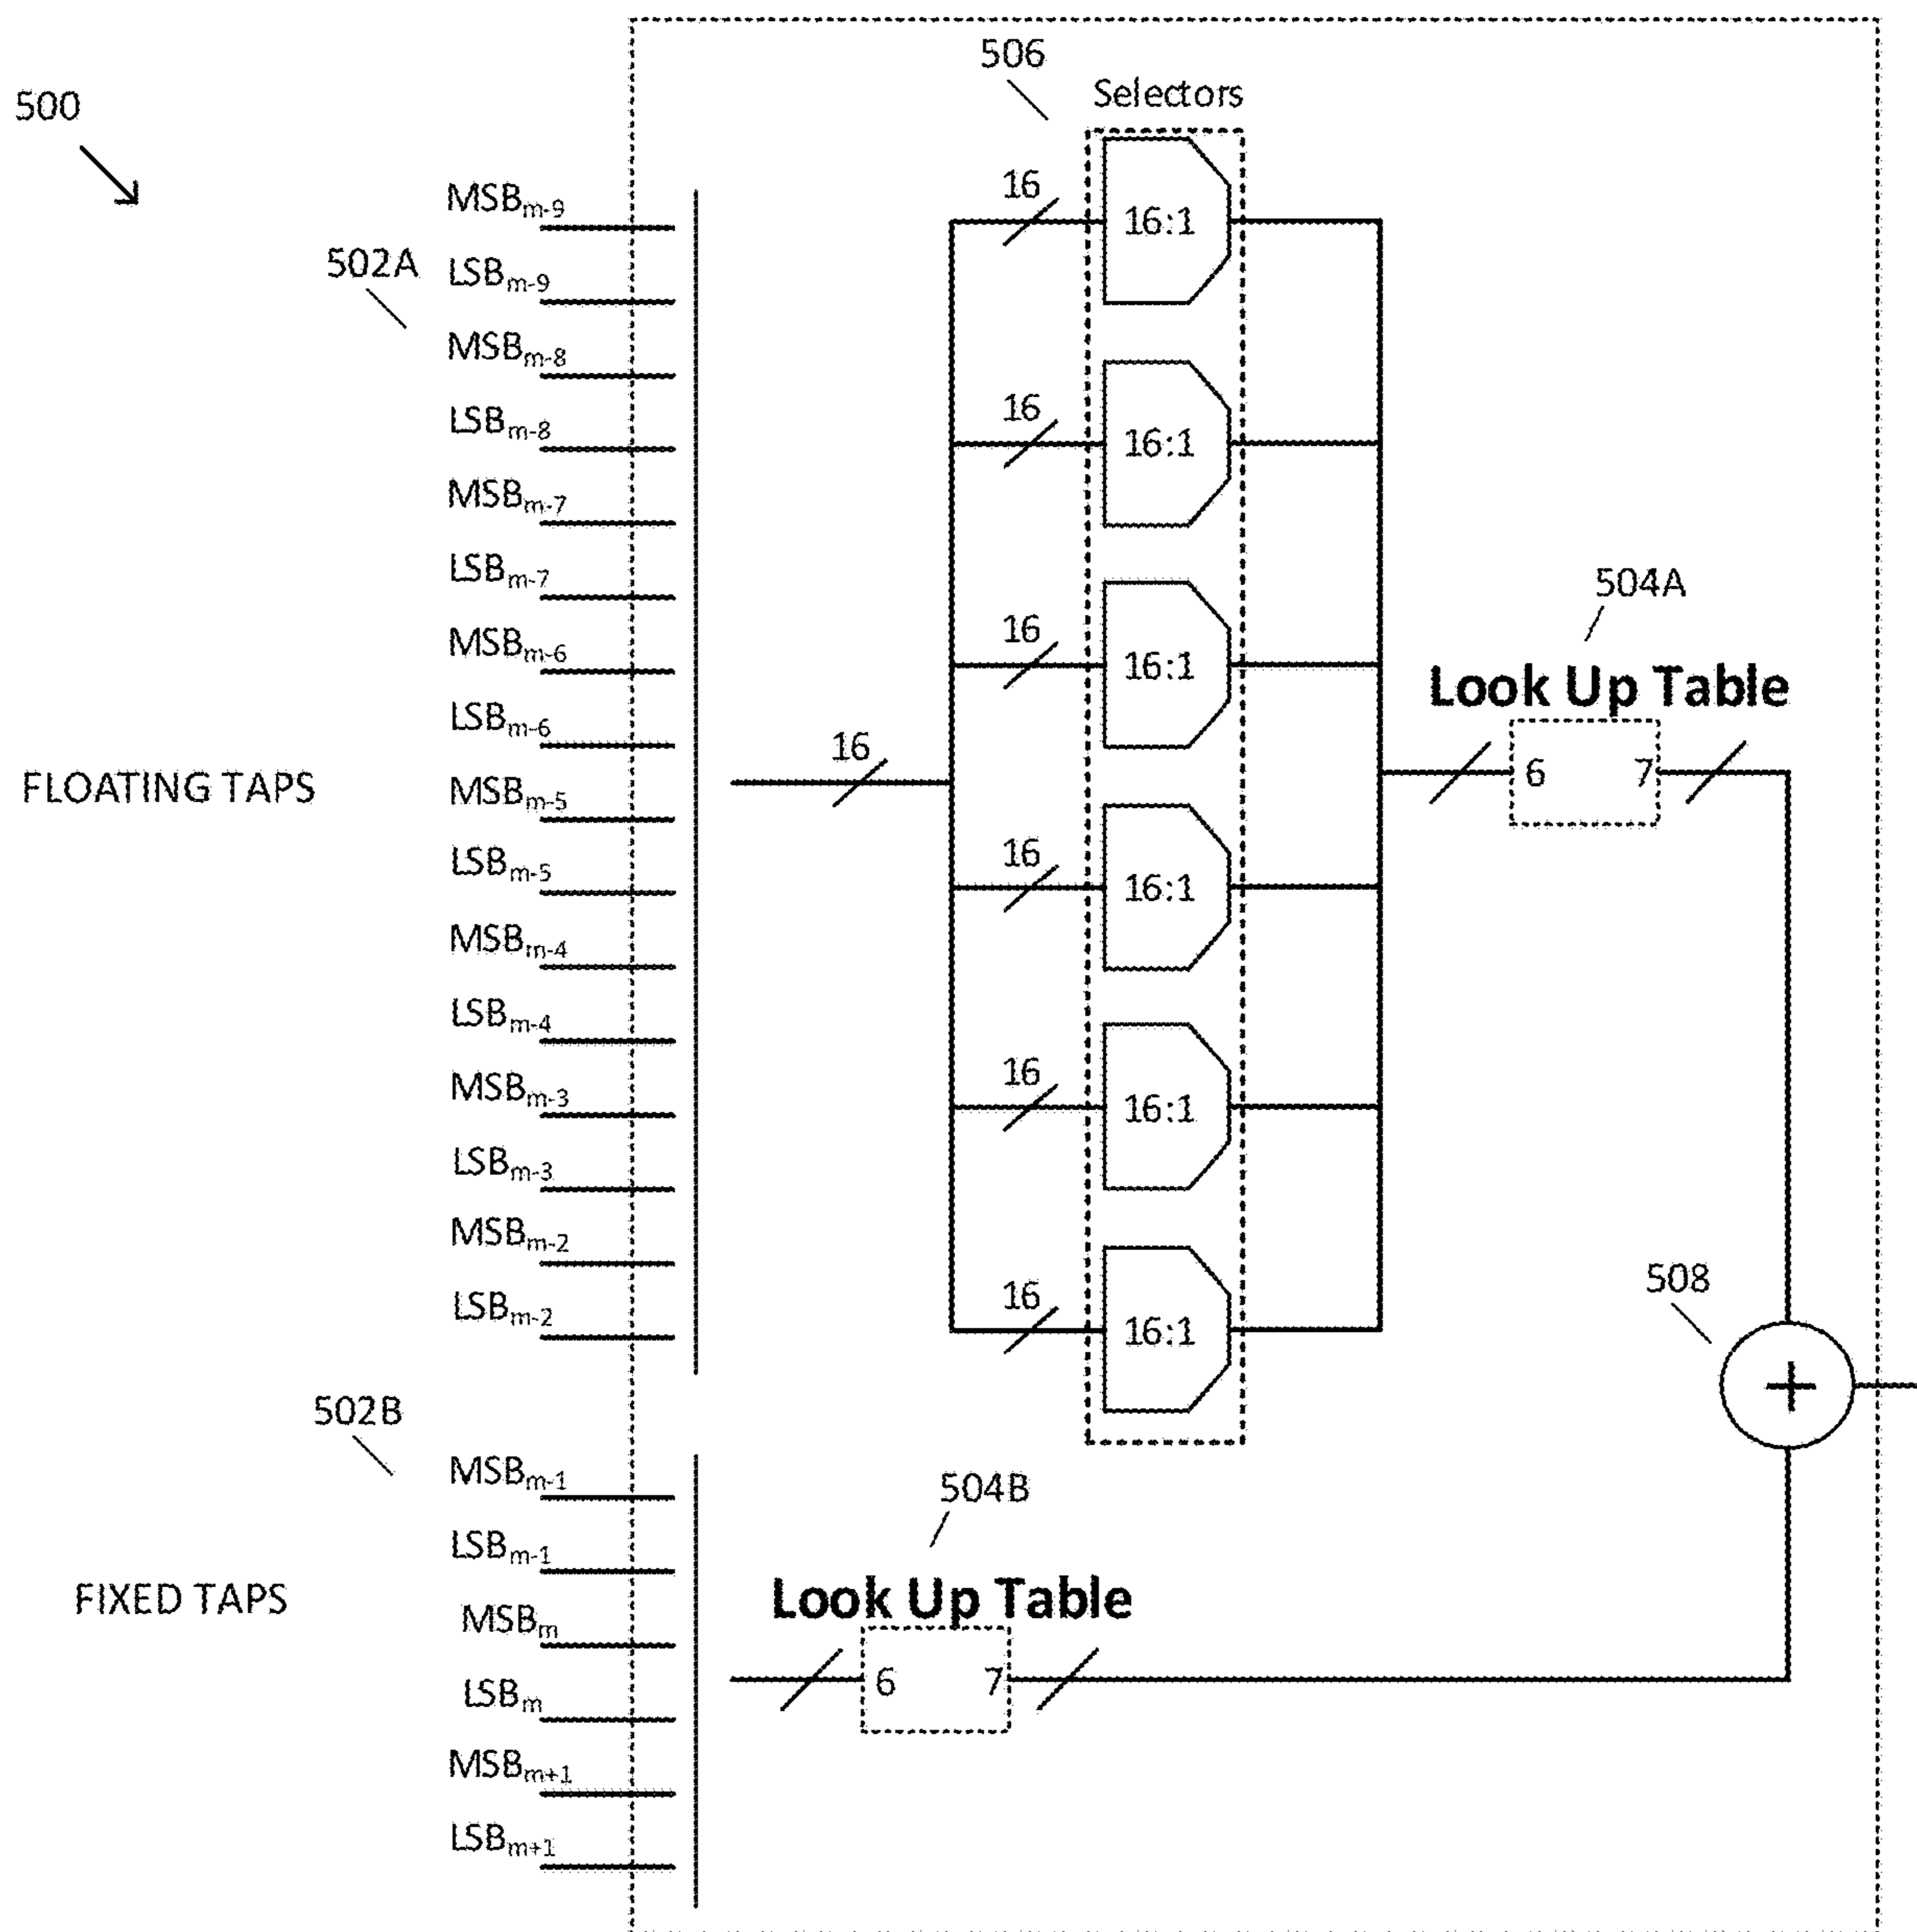 500
506
Selectors
502A
MSBm-9
LSBm-9
MSBm-8
LSBm-8
MSBm-7
LSBm-7
MSBm-6
LSBm-6
MSBm-5
LSBm-5
MSBm-4
LSBm-4
MSBm-3
LSBm-3
MSBm-2
LSBm-2
FLOATING TAPS
16
16
16:1
16
16:1
16
16:1
16
16:1
16
16:1
16
16:1
504A
Look Up Table
6 7
508
502B
MSBm-1
LSBm-1
MSBm
LSBm
MSBm+1
LSBm+1
FIXED TAPS
504B
Look Up Table
6 7
+